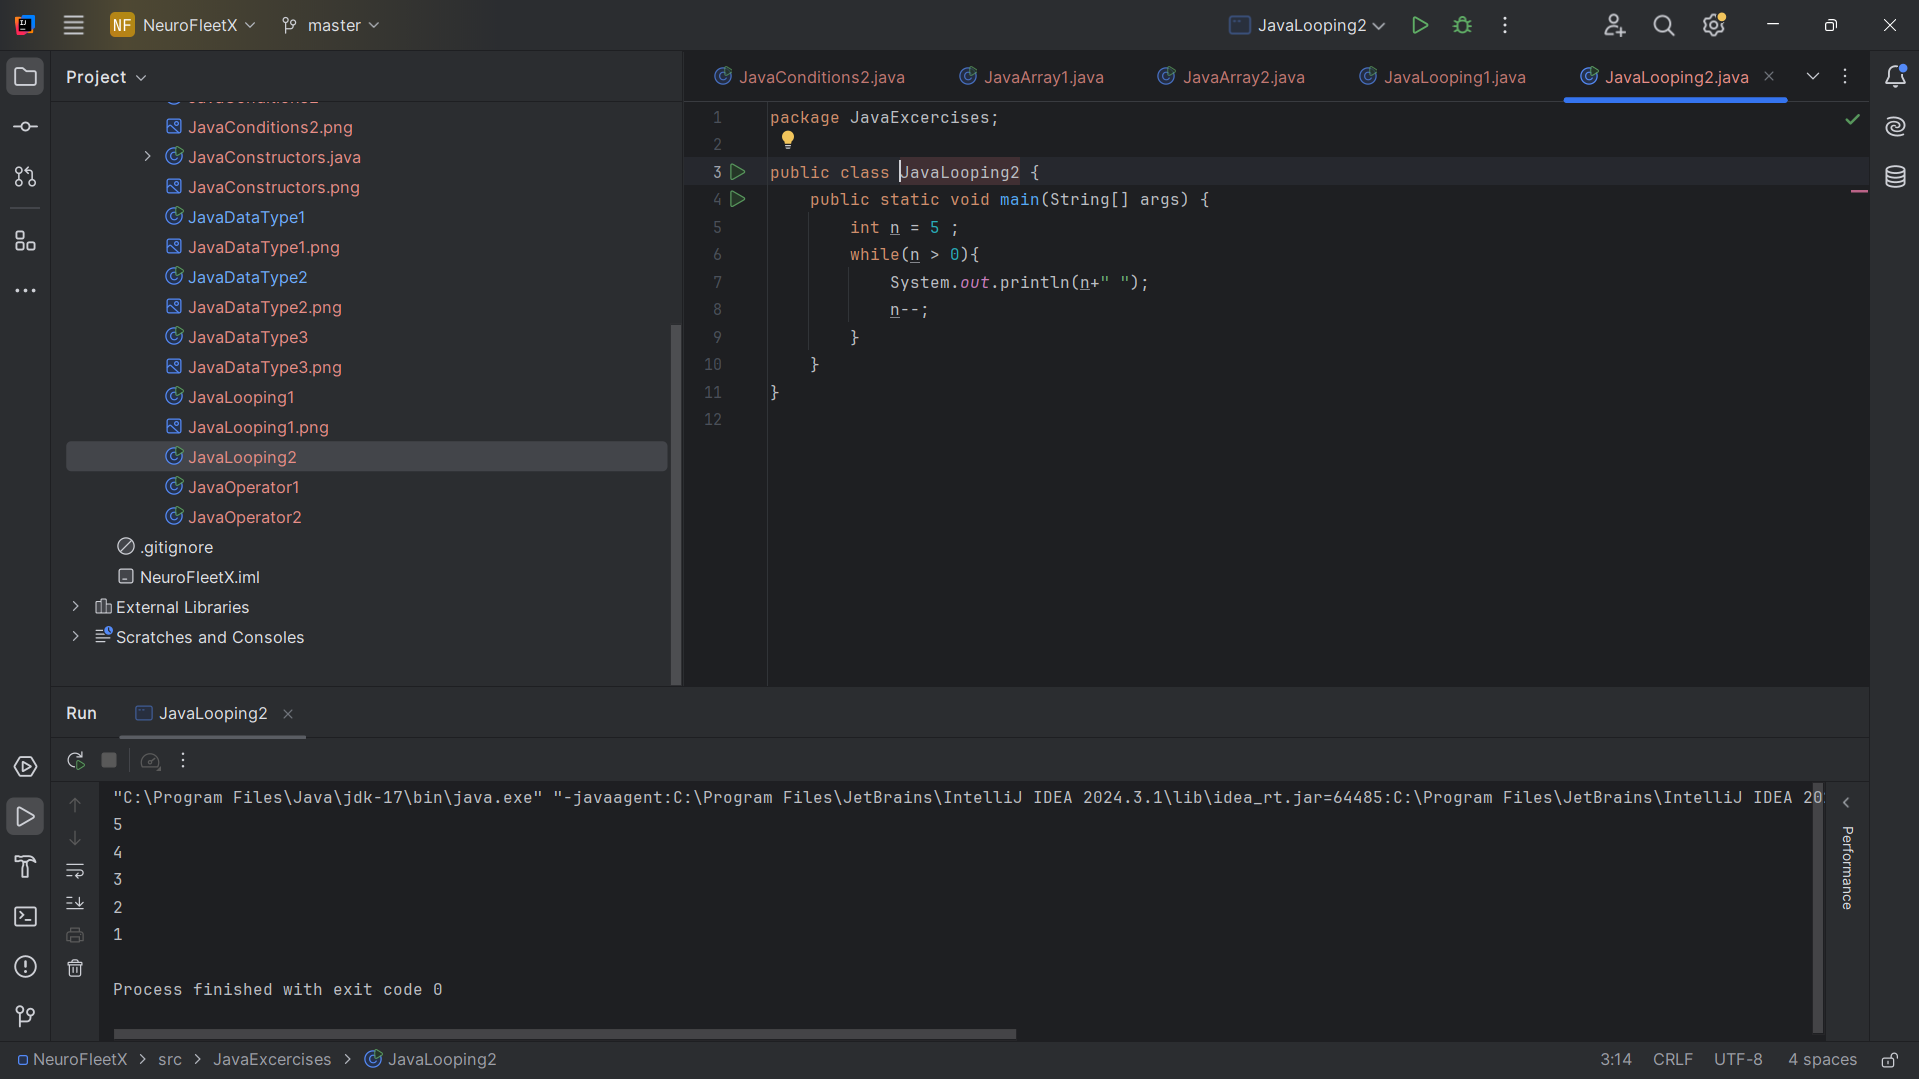 NF NeuroFleetX master JavaLooping2
Project
JavaConditions2.java JavaArray1.java JavaArray2.java JavaLooping1.java JavaLooping2.java
JavaConditions2.png
JavaConstructors.java
JavaConstructors.png
JavaDataType1
JavaDataType1.png
JavaDataType2
JavaDataType2.png
JavaDataType3
JavaDataType3.png
JavaLooping1
JavaLooping1.png
JavaLooping2
JavaOperator1
JavaOperator2
.gitignore
NeuroFleetX.iml
External Libraries
Scratches and Consoles
1 package JavaExcercises;
2
3 public class JavaLooping2 {
4 public static void main(String[] args) {
5 int n = 5 ;
6 while(n > 0){
7 System.out.println(n+" ");
8 n--;
9 }
10 }
11 }
12
Run JavaLooping2
"C:\Program Files\Java\jdk-17\bin\java.exe" "-javaagent:C:\Program Files\JetBrains\IntelliJ IDEA 2024.3.1\lib\idea_rt.jar=64485:C:\Program Files\JetBrains\IntelliJ IDEA 20
5
4
3
2
1
Process finished with exit code 0
Performance
NeuroFleetX > src > JavaExcercises > JavaLooping2
3:14 CRLF UTF-8 4 spaces